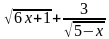 √(6x+1) + 3/√(5−x)